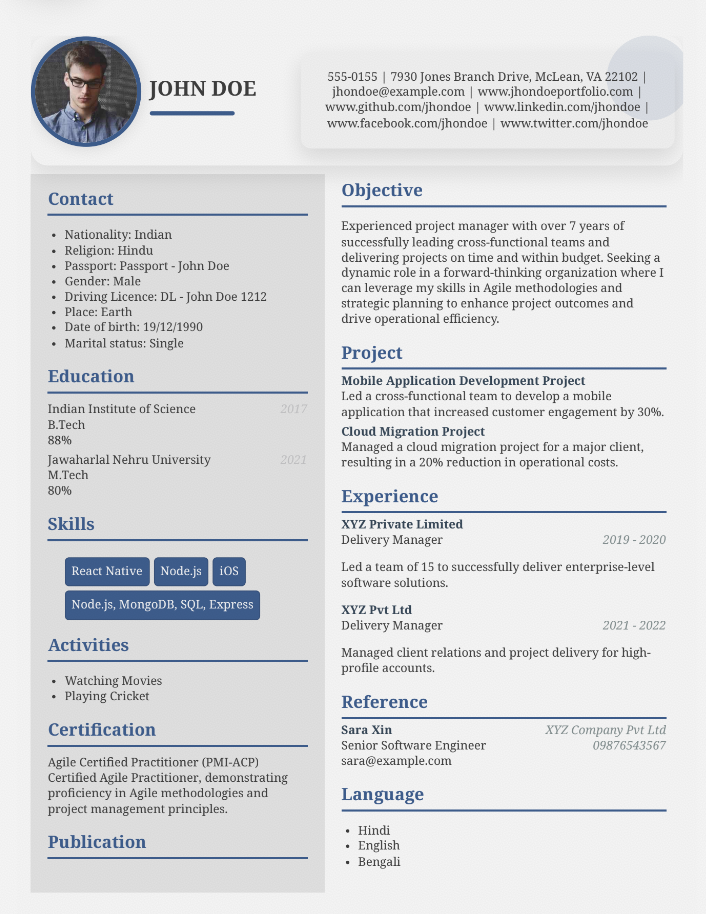 JOHN DOE
555-0155 | 7930 Jones Branch Drive, McLean, VA 22102 |
jhondoe@example.com | www.jhondoeportfolio.com |
www.github.com/jhondoe | www.linkedin.com/jhondoe |
www.facebook.com/jhondoe | www.twitter.com/jhondoe
Contact
• Nationality: Indian
• Religion: Hindu
• Passport: Passport - John Doe
• Gender: Male
• Driving Licence: DL - John Doe 1212
• Place: Earth
• Date of birth: 19/12/1990
• Marital status: Single
Education
Indian Institute of Science 2017
B.Tech
88%
Jawaharlal Nehru University 2021
M.Tech
80%
Skills
React Native Node.js iOS
Node.js, MongoDB, SQL, Express
Activities
• Watching Movies
• Playing Cricket
Certification
Agile Certified Practitioner (PMI-ACP)
Certified Agile Practitioner, demonstrating
proficiency in Agile methodologies and
project management principles.
Publication
Objective
Experienced project manager with over 7 years of
successfully leading cross-functional teams and
delivering projects on time and within budget. Seeking a
dynamic role in a forward-thinking organization where I
can leverage my skills in Agile methodologies and
strategic planning to enhance project outcomes and
drive operational efficiency.
Project
Mobile Application Development Project
Led a cross-functional team to develop a mobile
application that increased customer engagement by 30%.
Cloud Migration Project
Managed a cloud migration project for a major client,
resulting in a 20% reduction in operational costs.
Experience
XYZ Private Limited
Delivery Manager 2019 - 2020
Led a team of 15 to successfully deliver enterprise-level
software solutions.
XYZ Pvt Ltd
Delivery Manager 2021 - 2022
Managed client relations and project delivery for high-
profile accounts.
Reference
Sara Xin XYZ Company Pvt Ltd
Senior Software Engineer 09876543567
sara@example.com
Language
• Hindi
• English
• Bengali